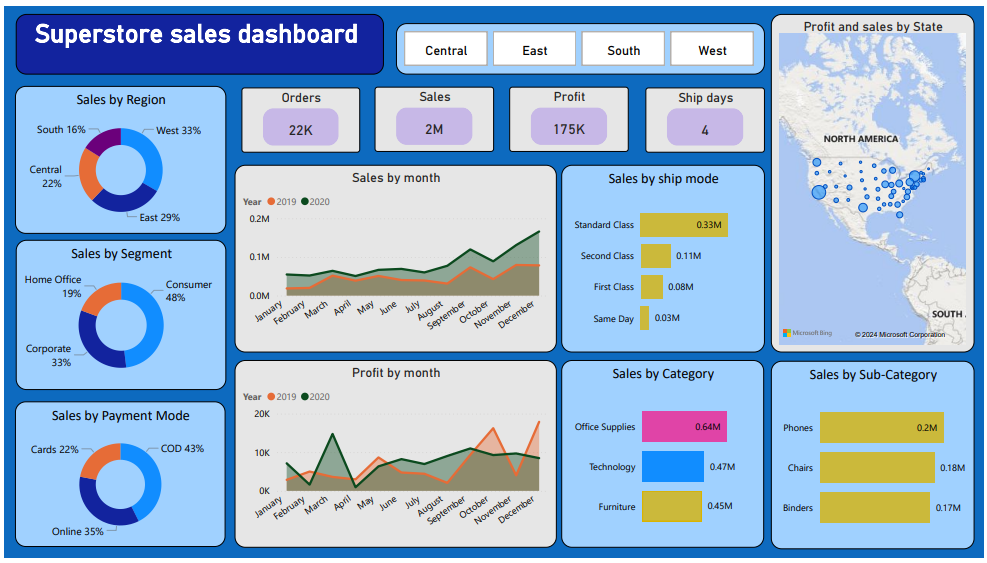 Superstore sales dashboard
Central
East
South
West
Profit and sales by State
NORTH AMERICA
SOUTH
Microsoft Bing
© 2024 Microsoft Corporation
Sales by Region
South 16%
West 33%
Central
22%
East 29%
Orders
22K
Sales
2M
Profit
175K
Ship days
4
Sales by month
Year 2019 2020
0.2M
0.1M
0.0M
January
February
March
April
May
June
July
August
September
October
November
December
Sales by ship mode
Standard Class 0.33M
Second Class 0.11M
First Class 0.08M
Same Day 0.03M
Sales by Segment
Home Office
19%
Consumer
48%
Corporate
33%
Sales by Payment Mode
Cards 22%
COD 43%
Online 35%
Profit by month
Year 2019 2020
20K
10K
0K
January
February
March
April
May
June
July
August
September
October
November
December
Sales by Category
Office Supplies 0.64M
Technology 0.47M
Furniture 0.45M
Sales by Sub-Category
Phones 0.2M
Chairs 0.18M
Binders 0.17M